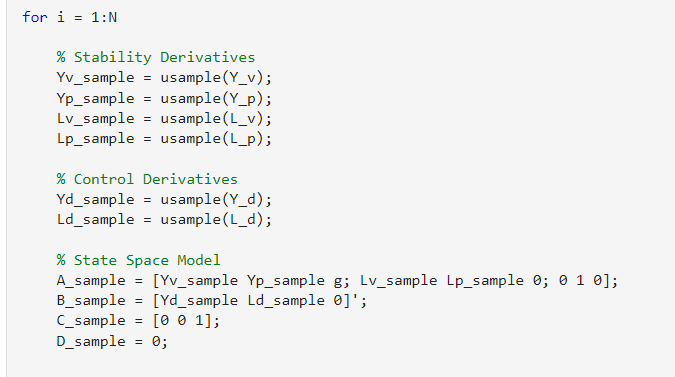 for i = 1:N
% Stability Derivatives
Yv_sample = usample(Y_v);
Yp_sample = usample(Y_p);
Lv_sample = usample(L_v);
Lp_sample = usample(L_p);
% Control Derivatives
Yd_sample = usample(Y_d);
Ld_sample = usample(L_d);
% State Space Model
A_sample = [Yv_sample Yp_sample g; Lv_sample Lp_sample 0; 0 1 0];
B_sample = [Yd_sample Ld_sample 0]';
C_sample = [0 0 1];
D_sample = 0;